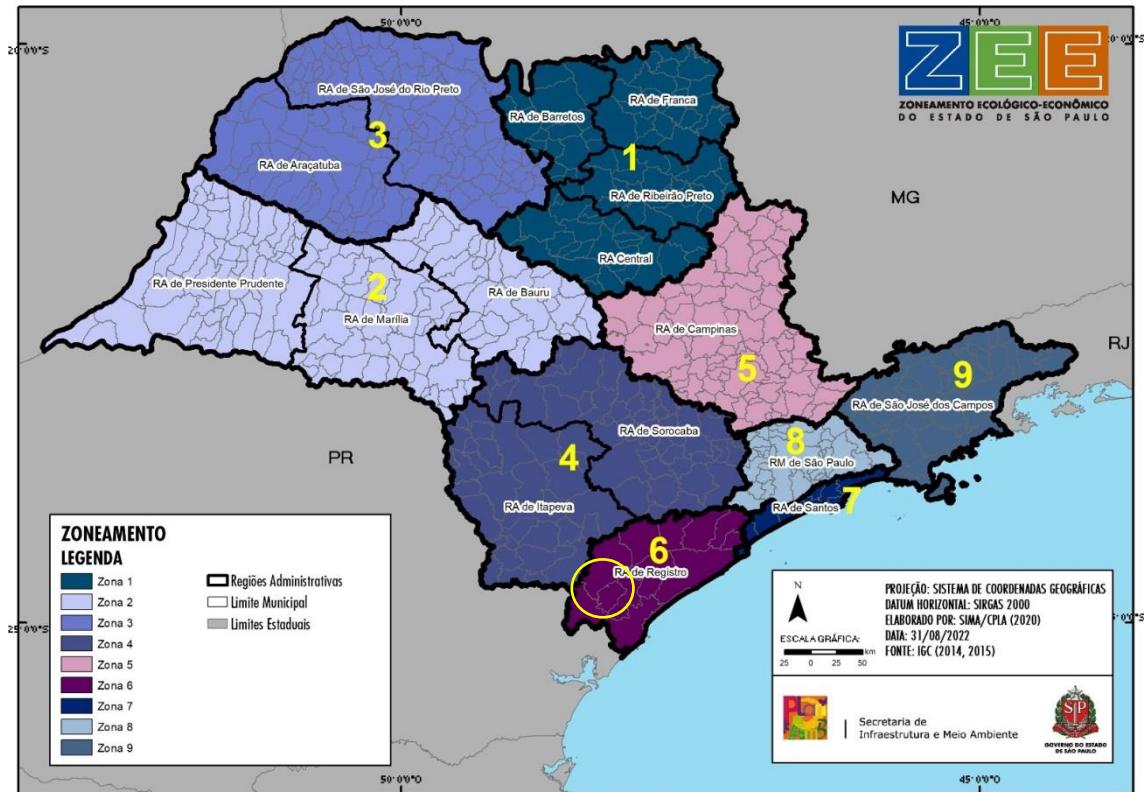 50°0'0"O
45°0'0"O
20°0'0"S
ZEE
ZONEAMENTO ECOLÓGICO-ECONÔMICO
DO ESTADO DE SÃO PAULO
RA de São José do Rio Preto
RA de Franca
RA de Barretos
3
1
RA de Araçatuba
RA de Ribeirão Preto
MG
RA Central
RA de Presidente Prudente
2
RA de Bauru
RA de Marília
RA de Campinas
RJ
5
9
RA de São José dos Campos
RA de Sorocaba
8
4
PR
RM de São Paulo
7
RA de Itapeva
RA de Santos
6
RA de Registro
ZONEAMENTO
LEGENDA
Zona 1
Zona 2
Zona 3
Zona 4
Zona 5
Zona 6
Zona 7
Zona 8
Zona 9
Regiões Administrativas
Limite Municipal
Limites Estaduais
25°0'0"S
N
ESCALA GRÁFICA:
25 0 25 50 km
PROJEÇÃO: SISTEMA DE COORDENADAS GEOGRÁFICAS
DATUM HORIZONTAL: SIRGAS 2000
ELABORADO POR: SIMA/CPLA (2020)
DATA: 31/08/2022
FONTE: IGC (2014, 2015)
Secretaria de
Infraestrutura e Meio Ambiente
GOVERNO DO ESTADO
DE SÃO PAULO
50°0'0"O
45°0'0"O